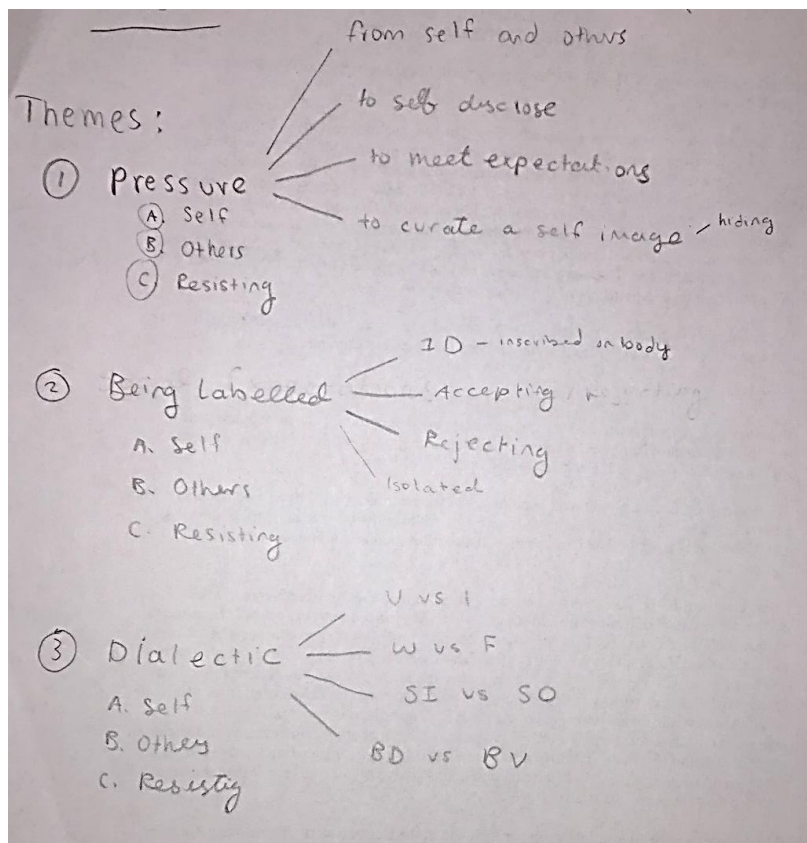 from self and others
Themes:
to self disclose
① Pressure
to meet expectations
to curate a self image - hiding
Ⓐ Self
Ⓑ Others
Ⓒ Resisting
② Being Labelled
ID - inscribed on body
Accepting
Rejecting
Isolated
A. Self
B. Others
C. Resisting
③ Dialectic
U vs I
W vs F
SI vs SO
BD vs BV
A. Self
B. Others
C. Resistig